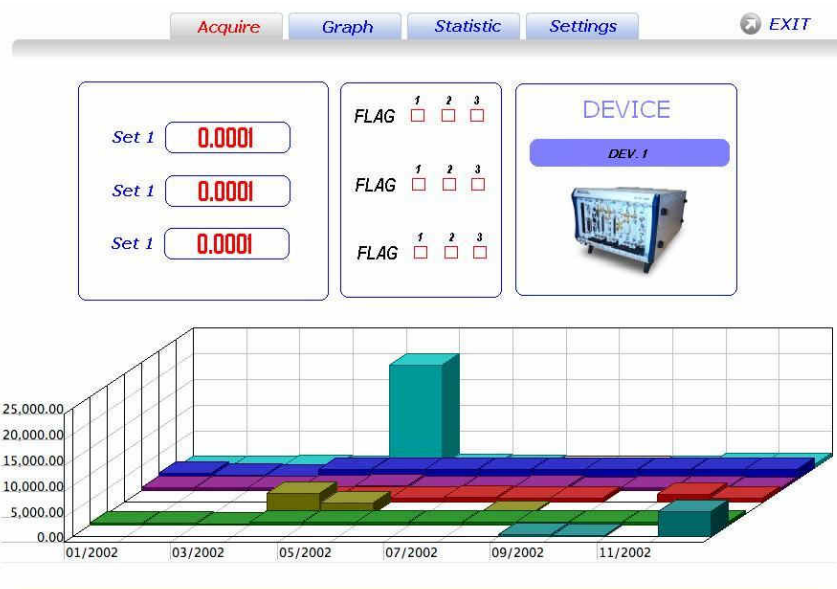 Acquire Graph Statistic Settings EXIT
Set 1 0.0001
Set 1 0.0001
Set 1 0.0001
1 2 3
FLAG
1 2 3
FLAG
1 2 3
FLAG
DEVICE
DEV. 1
25,000.00
20,000.00
15,000.00
10,000.00
5,000.00
0.00
01/2002 03/2002 05/2002 07/2002 09/2002 11/2002